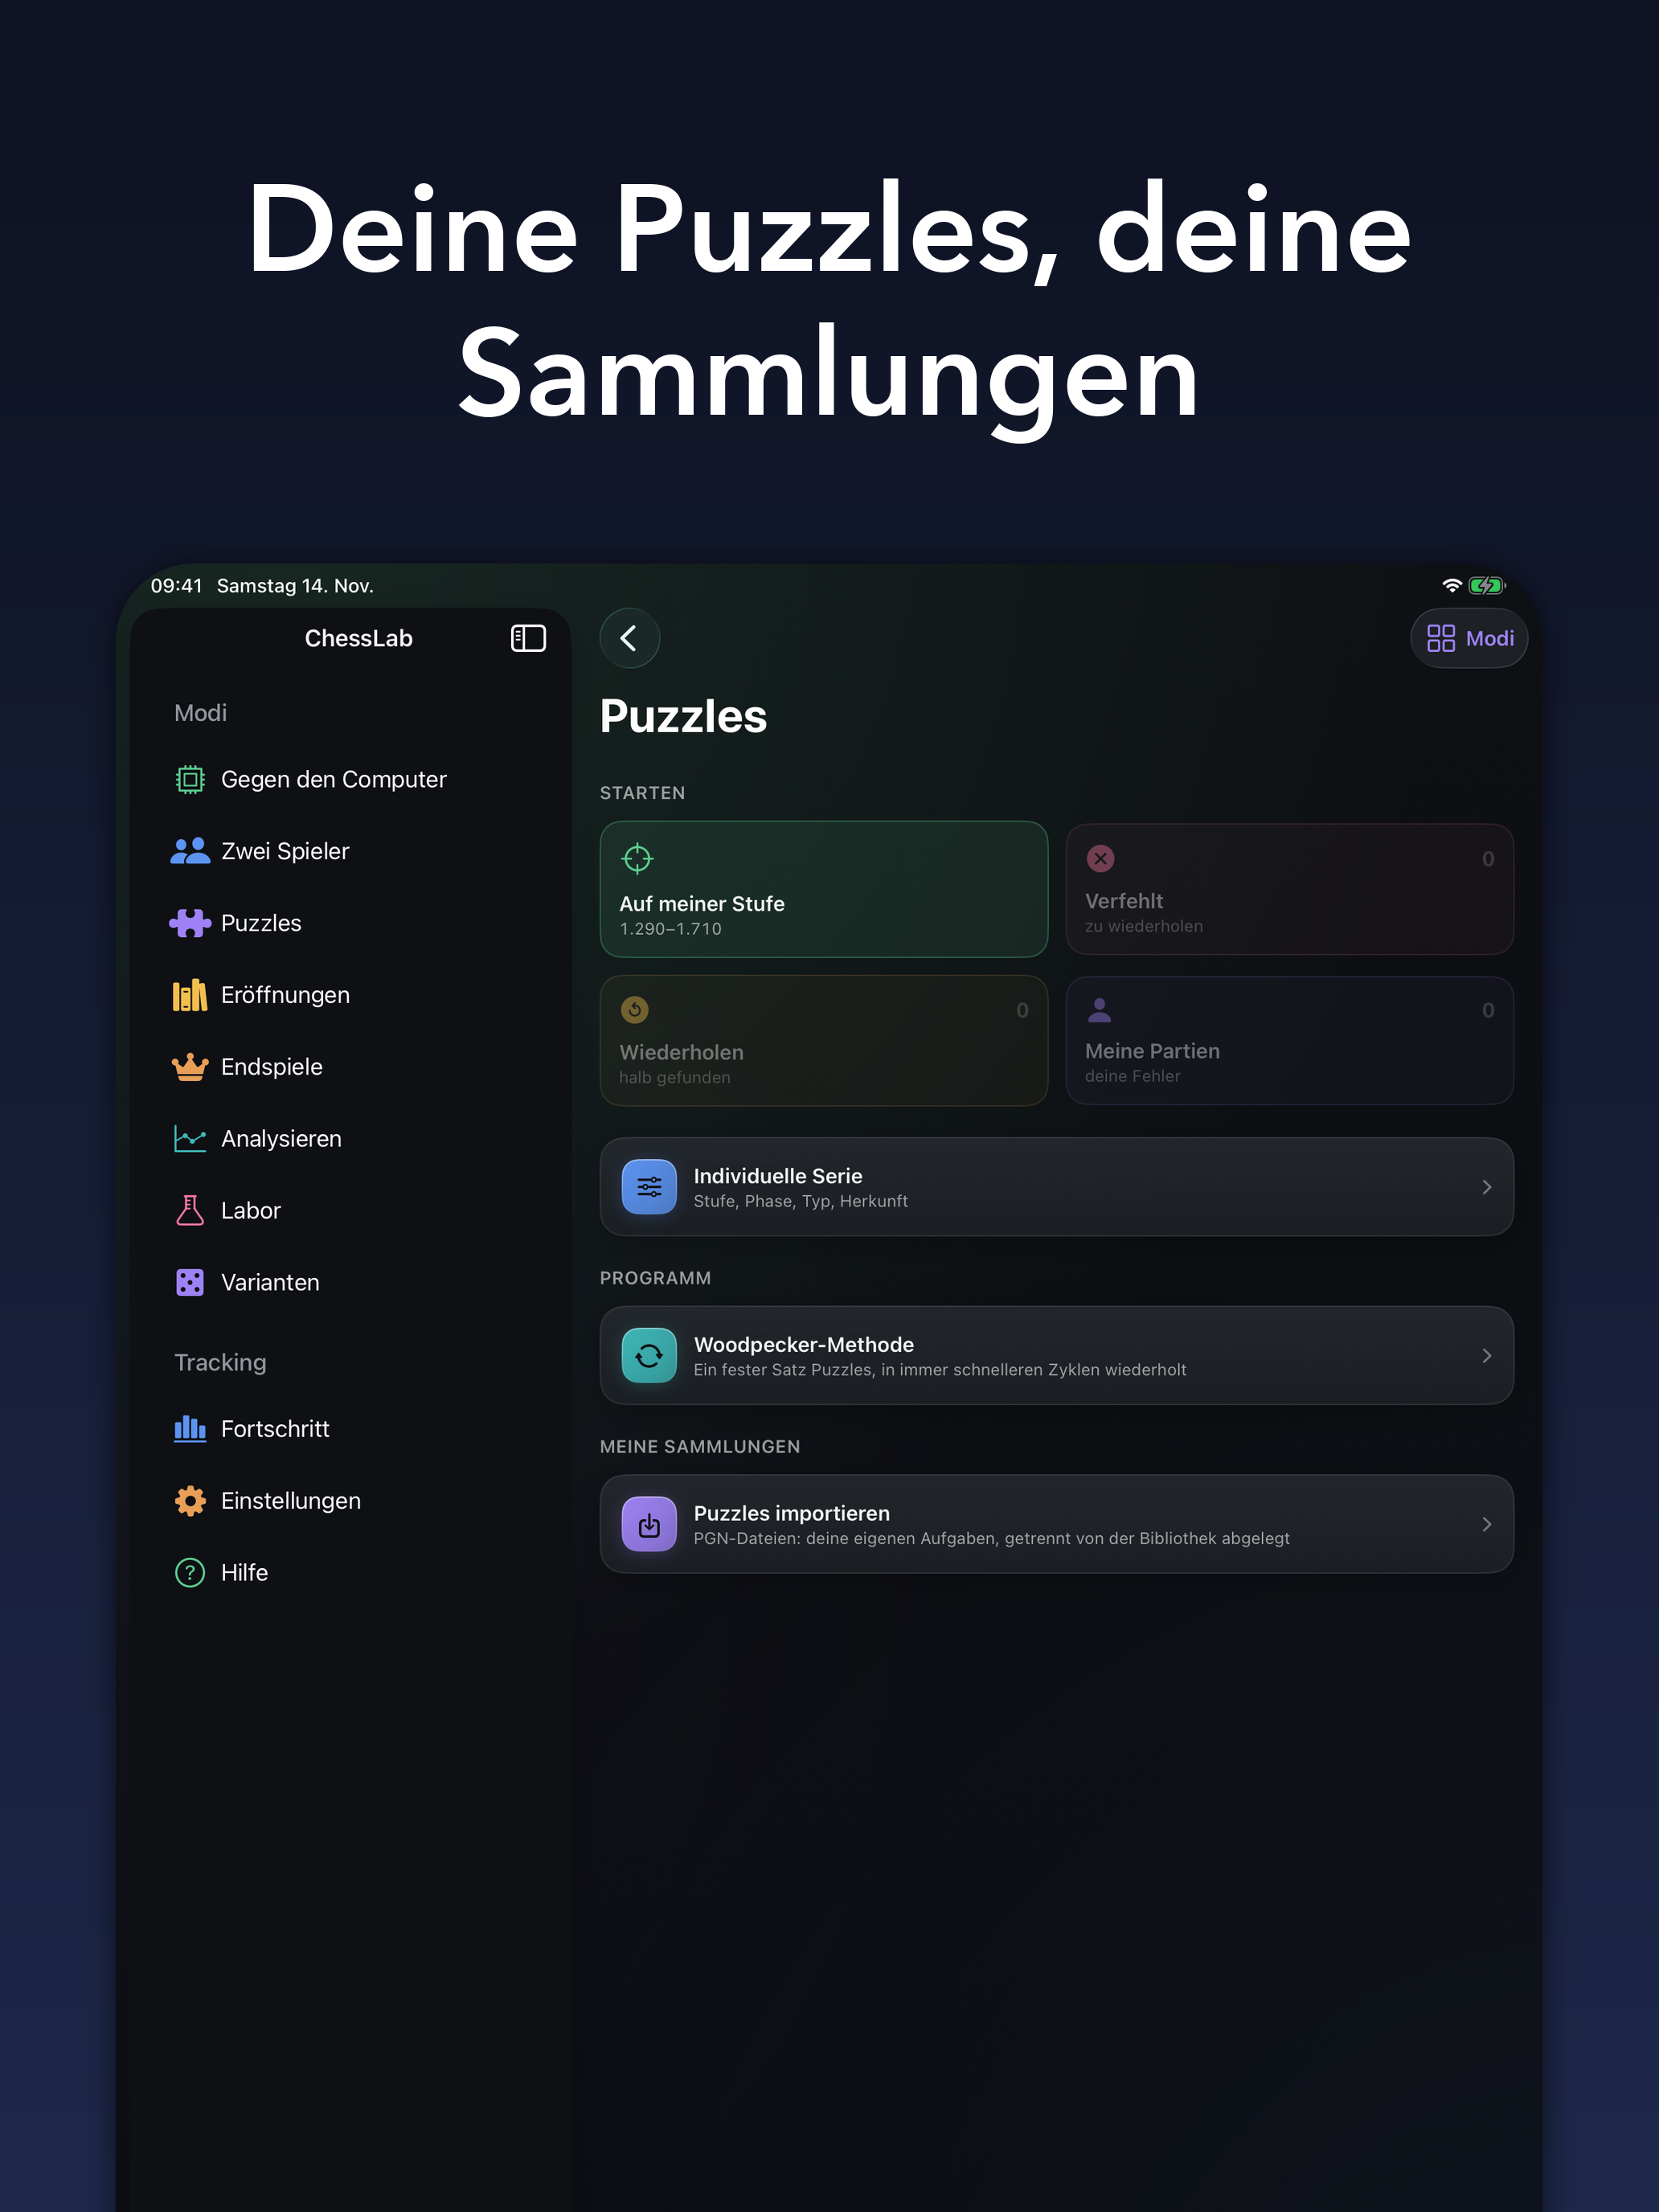 Deine Puzzles, deine
Sammlungen
09:41 Samstag 14. Nov.
ChessLab
Modi
Gegen den Computer
Zwei Spieler
Puzzles
Eröffnungen
Endspiele
Analysieren
Labor
Varianten
Tracking
Fortschritt
Einstellungen
Hilfe
Modi
Puzzles
STARTEN
Auf meiner Stufe
1.290–1.710
0
Verfehlt
zu wiederholen
0
Wiederholen
halb gefunden
0
Meine Partien
deine Fehler
Individuelle Serie
Stufe, Phase, Typ, Herkunft
PROGRAMM
Woodpecker-Methode
Ein fester Satz Puzzles, in immer schnelleren Zyklen wiederholt
MEINE SAMMLUNGEN
Puzzles importieren
PGN-Dateien: deine eigenen Aufgaben, getrennt von der Bibliothek abgelegt